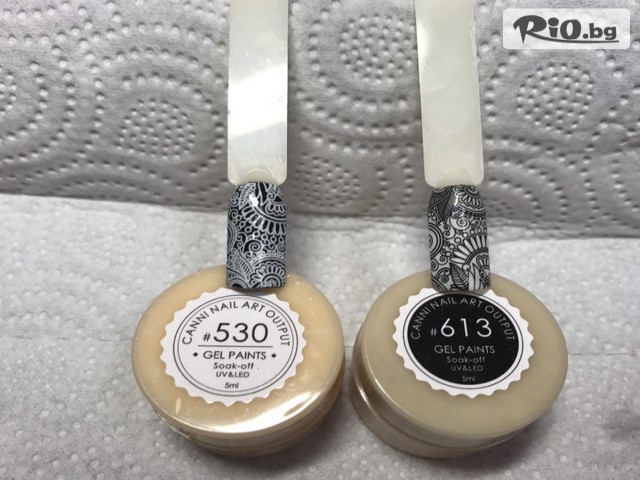 RiO.bg
CANNI NAIL ART OUTPUT
#530
GEL PAINTS
Soak-off
UV&LED
5ml
CANNI NAIL ART OUTPUT
#613
GEL PAINTS
Soak-off
UV&LED
5ml